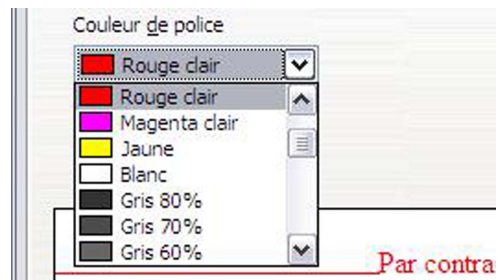 Couleur de police
Rouge clair
Rouge clair
Magenta clair
Jaune
Blanc
Gris 80%
Gris 70%
Gris 60%
Par contra